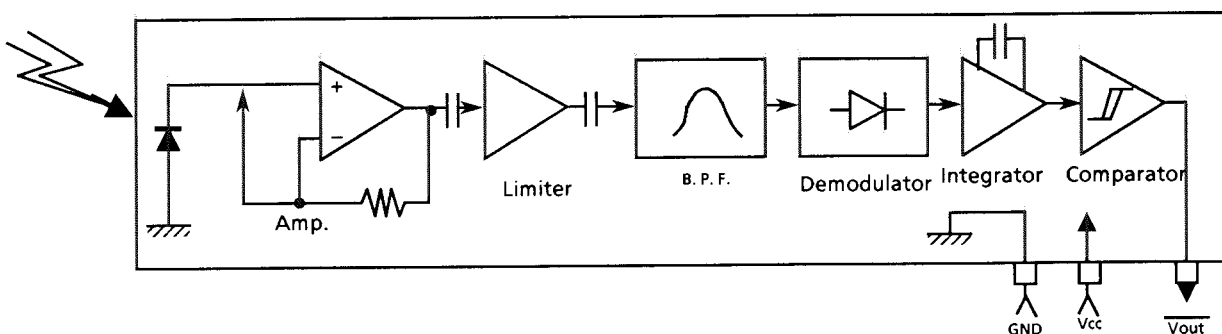 +
−
Amp.
Limiter
B. P. F.
Demodulator
Integrator
Comparator
GND
Vcc
Vout